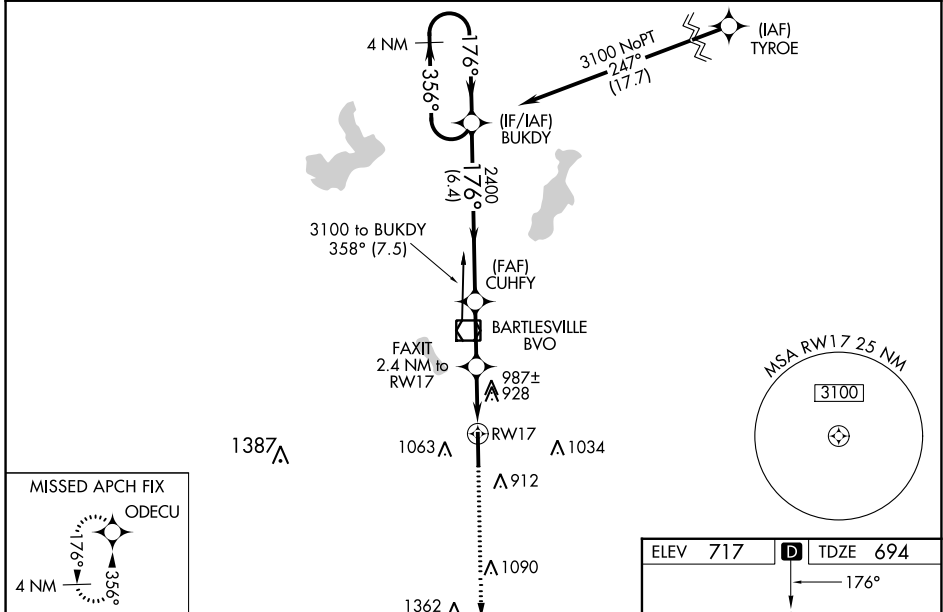 4 NM
176°
356°
(IAF)
TYROE
3100 NoPT
247°
(17.7)
(IF/IAF)
BUKDY
2400
176°
(6.4)
3100 to BUKDY
358° (7.5)
(FAF)
CUHFY
BARTLESVILLE
BVO
FAXIT
2.4 NM to
RW17
987±
928
MSA RW17 25 NM
3100
RW17
1387
1063
1034
912
MISSED APCH FIX
ODECU
176°
356°
4 NM
1090
1362
ELEV 717 D TDZE 694
176°